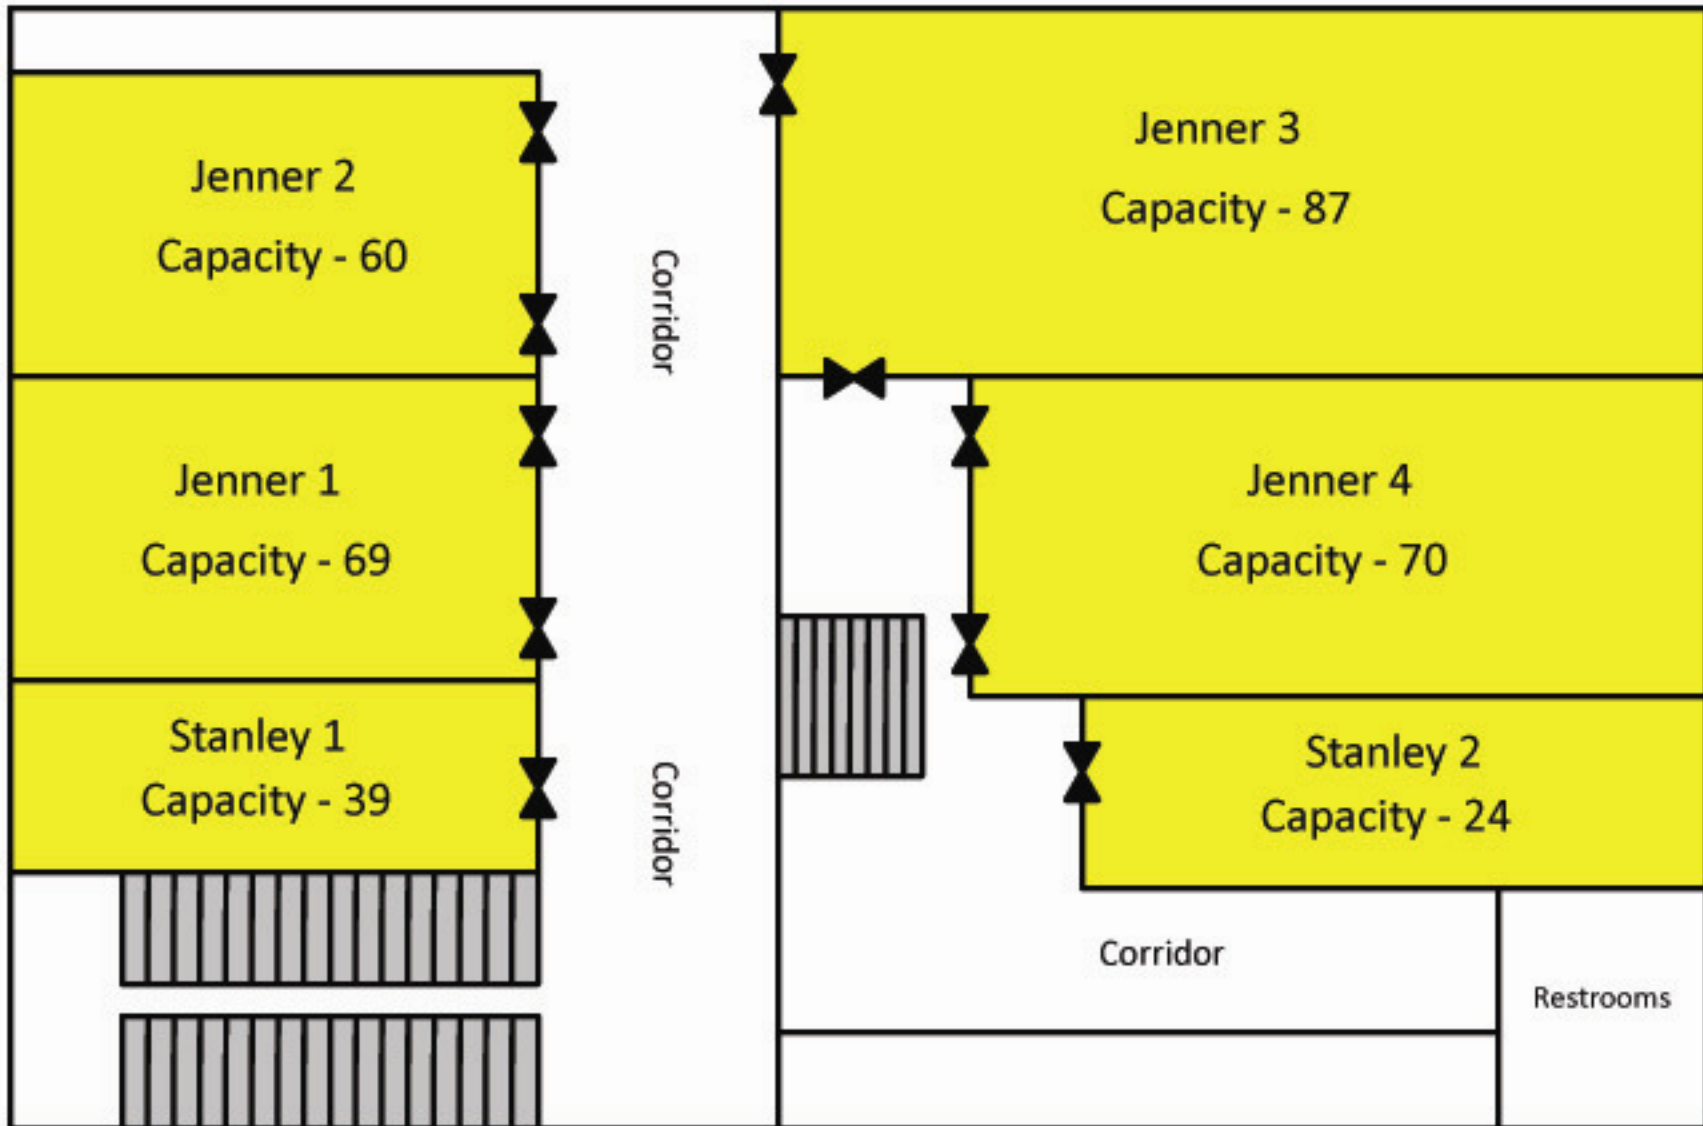 Jenner 2
Capacity - 60
Jenner 1
Capacity - 69
Stanley 1
Capacity - 39
Corridor
Corridor
Jenner 3
Capacity - 87
Jenner 4
Capacity - 70
Stanley 2
Capacity - 24
Corridor
Restrooms